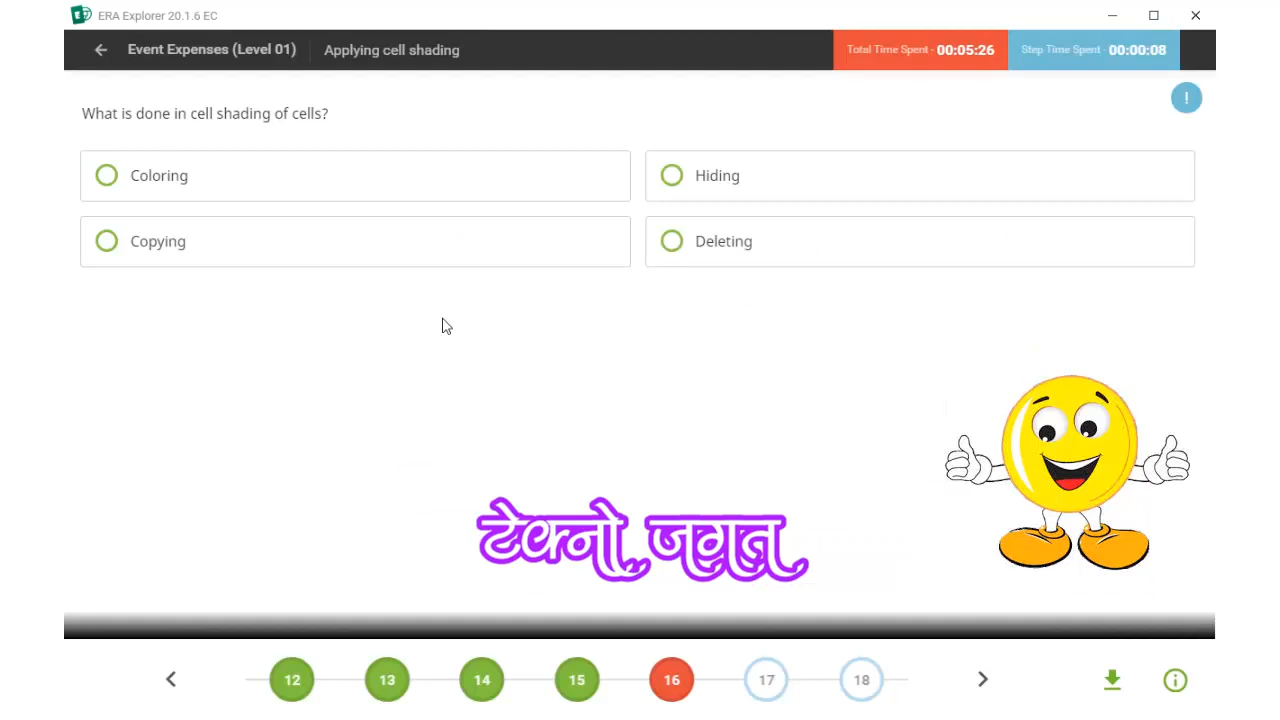 ERA Explorer 20.1.6 EC
Event Expenses (Level 01) Applying cell shading Total Time Spent - 00:05:26 Step Time Spent - 00:00:08
What is done in cell shading of cells?
!
Coloring Hiding
Copying Deleting
टेक्नो जगत
12 13 14 15 16 17 18